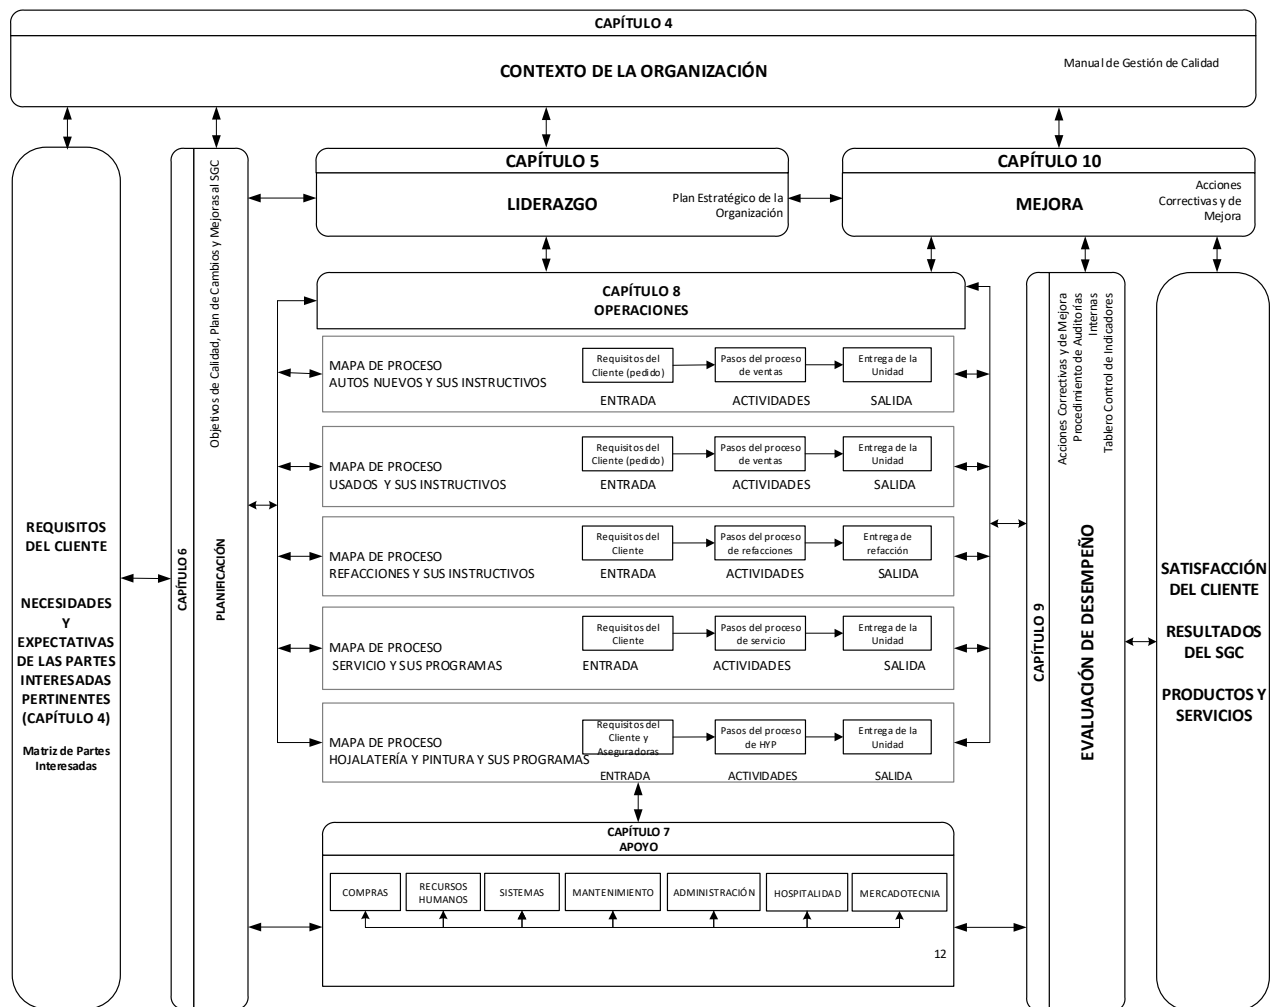 CAPÍTULO 4
CONTEXTO DE LA ORGANIZACIÓN
Manual de Gestión de Calidad
REQUISITOS
DEL CLIENTE
NECESIDADES
Y
EXPECTATIVAS
DE LAS PARTES
INTERESADAS
PERTINENTES
(CAPÍTULO 4)
Matriz de Partes
Interesadas
CAPÍTULO 6
PLANIFICACIÓN
Objetivos de Calidad, Plan de Cambios y Mejoras al SGC
CAPÍTULO 5
LIDERAZGO
Plan Estratégico de la
Organización
CAPÍTULO 10
MEJORA
Acciones
Correctivas y de
Mejora
CAPÍTULO 8
OPERACIONES
MAPA DE PROCESO
AUTOS NUEVOS Y SUS INSTRUCTIVOS
Requisitos del
Cliente (pedido)
Pasos del proceso
de ventas
Entrega de la
Unidad
ENTRADA
ACTIVIDADES
SALIDA
MAPA DE PROCESO
USADOS Y SUS INSTRUCTIVOS
Requisitos del
Cliente (pedido)
Pasos del proceso
de ventas
Entrega de la
Unidad
ENTRADA
ACTIVIDADES
SALIDA
MAPA DE PROCESO
REFACCIONES Y SUS INSTRUCTIVOS
Requisitos del
Cliente
Pasos del proceso
de refacciones
Entrega de
refacción
ENTRADA
ACTIVIDADES
SALIDA
MAPA DE PROCESO
SERVICIO Y SUS PROGRAMAS
Requisitos del
Cliente
Pasos del proceso
de servicio
Entrega de la
Unidad
ENTRADA
ACTIVIDADES
SALIDA
MAPA DE PROCESO
HOJALATERÍA Y PINTURA Y SUS PROGRAMAS
Requisitos del
Cliente y
Aseguradoras
Pasos del proceso
de HYP
Entrega de la
Unidad
ENTRADA
ACTIVIDADES
SALIDA
CAPÍTULO 7
APOYO
COMPRAS
RECURSOS
HUMANOS
SISTEMAS
MANTENIMIENTO
ADMINISTRACIÓN
HOSPITALIDAD
MERCADOTECNIA
12
CAPÍTULO 9
EVALUACIÓN DE DESEMPEÑO
Acciones Correctivas y de Mejora
Procedimiento de Auditorías
Internas
Tablero Control de Indicadores
SATISFACCIÓN
DEL CLIENTE
RESULTADOS
DEL SGC
PRODUCTOS Y
SERVICIOS